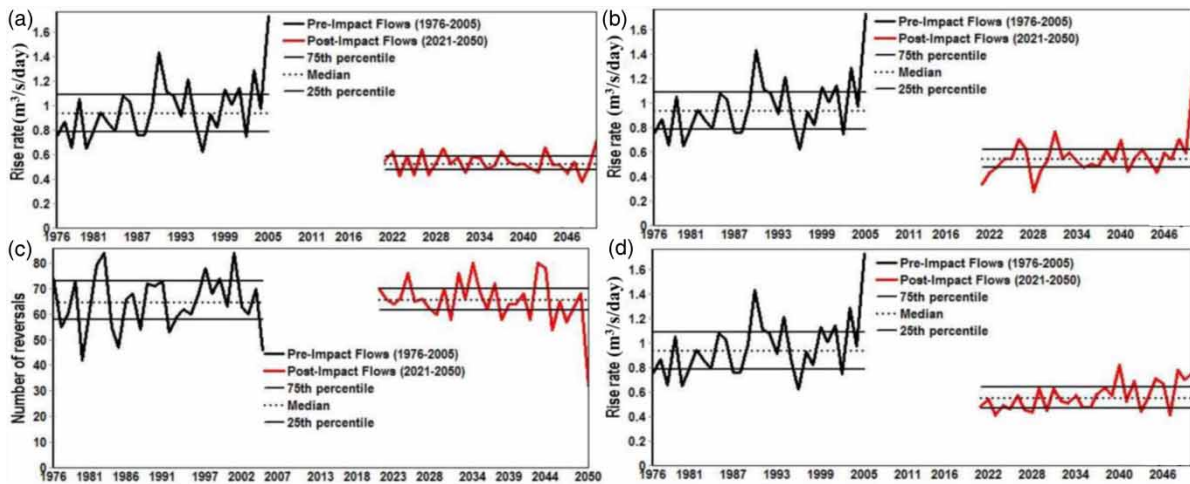 (a)
Rise rate (m³/s/day)
1.6
1.4
1.2
1
0.8
0.6
0.4
0.2
0
Pre-Impact Flows (1976-2005)
Post-Impact Flows (2021-2050)
75th percentile
Median
25th percentile
1976 1981 1987 1993 1999 2005 2011 2016 2022 2028 2034 2040 2046
(b)
Rise rate (m³/s/day)
1.6
1.4
1.2
1
0.8
0.6
0.4
0.2
0
Pre-Impact Flows (1976-2005)
Post-Impact Flows (2021-2050)
75th percentile
Median
25th percentile
1976 1981 1987 1993 1999 2005 2011 2016 2022 2028 2034 2040 2046
(c)
Number of reversals
80
70
60
50
40
30
20
10
0
Pre-Impact Flows (1976-2005)
Post-Impact Flows (2021-2050)
75th percentile
Median
25th percentile
1976 1981 1987 1992 1997 2002 2007 2013 2018 2023 2029 2034 2039 2045 2050
(d)
Rise rate (m³/s/day)
1.6
1.4
1.2
1
0.8
0.6
0.4
0.2
0
Pre-Impact Flows (1976-2005)
Post-Impact Flows (2021-2050)
75th percentile
Median
25th percentile
1976 1981 1987 1993 1999 2005 2011 2016 2022 2028 2034 2040 2046